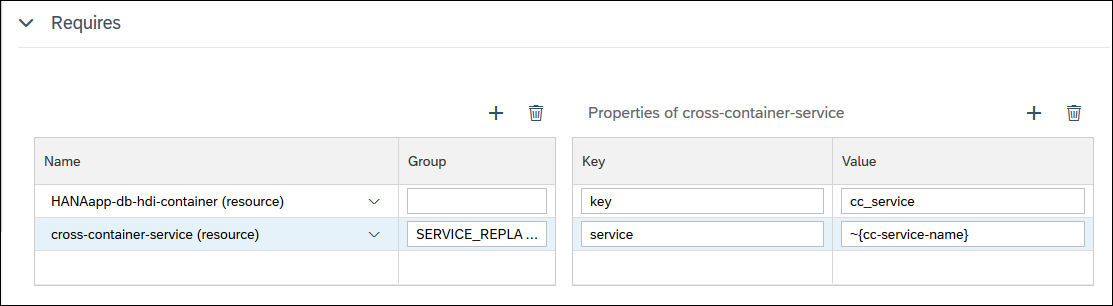 Requires
Properties of cross-container-service
Name Group Key Value
HANAapp-db-hdi-container (resource) key cc_service
cross-container-service (resource) SERVICE_REPLA ... service ~{cc-service-name}